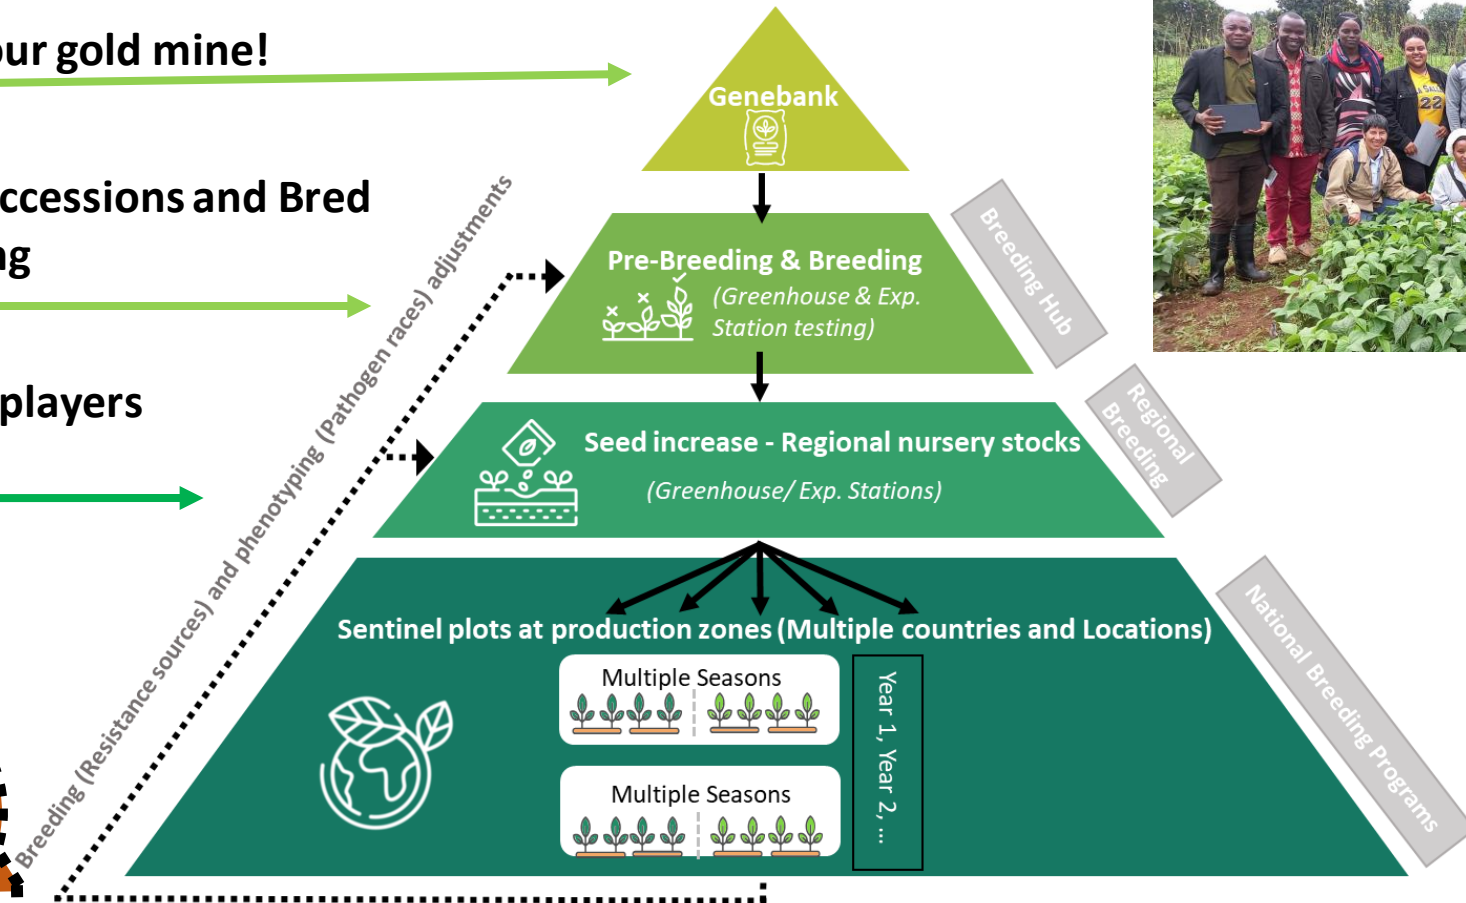 our gold mine!
Genebank
ccessions and Bred
ng
Pre-Breeding & Breeding
(Greenhouse & Exp.
Station testing)
Breeding Hub
players
Seed increase - Regional nursery stocks
(Greenhouse/ Exp. Stations)
Regional
Breeding
Breeding (Resistance sources) and phenotyping (Pathogen races) adjustments
Sentinel plots at production zones (Multiple countries and Locations)
Multiple Seasons
Multiple Seasons
Year 1, Year 2, ...
National Breeding Programs
22